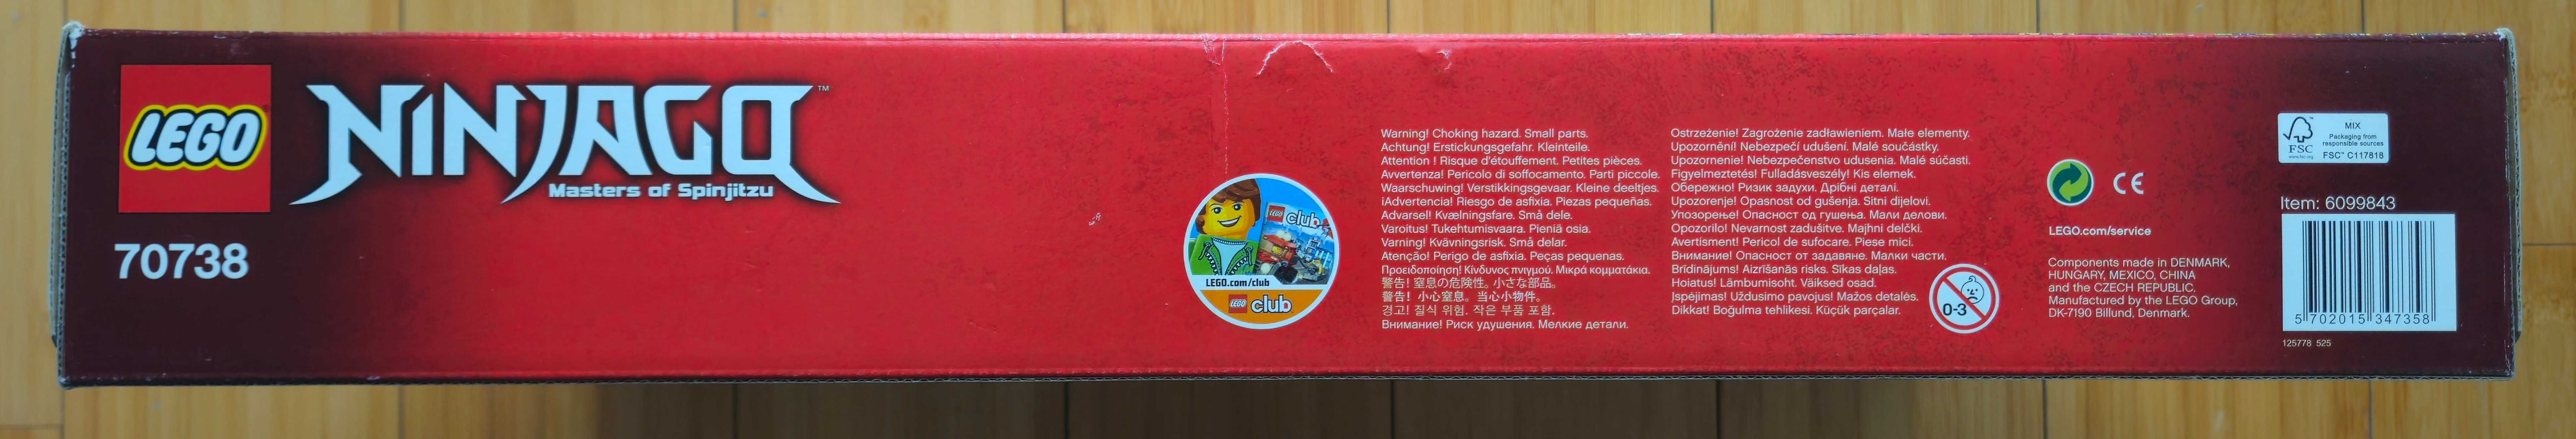 LEGO
NINJAGO™
Masters of Spinjitzu
70738
LEGO club
LEGO.com/club
LEGO club
Warning! Choking hazard. Small parts.
Achtung! Erstickungsgefahr. Kleinteile.
Attention ! Risque d'étouffement. Petites pièces.
Avvertenza! Pericolo di soffocamento. Parti piccole.
Waarschuwing! Verstikkingsgevaar. Kleine deeltjes.
¡Advertencia! Riesgo de asfixia. Piezas pequeñas.
Advarsel! Kvælningsfare. Små dele.
Varoitus! Tukehtumisvaara. Pieniä osia.
Varning! Kvävningsrisk. Små delar.
Atenção! Perigo de asfixia. Peças pequenas.
Προειδοποίηση! Κίνδυνος πνιγμού. Μικρά κομματάκια.
警告! 窒息の危険性。小さな部品。
警告! 小心窒息。当心小物件。
경고! 질식 위험. 작은 부품 포함.
Внимание! Риск удушения. Мелкие детали.
Ostrzeżenie! Zagrożenie zadławieniem. Małe elementy.
Upozornění! Nebezpečí udušení. Malé součástky.
Upozornenie! Nebezpečenstvo udusenia. Malé súčasti.
Figyelmeztetés! Fulladásveszély! Kis elemek.
Обережно! Ризик задухи. Дрібні деталі.
Upozorenje! Opasnost od gušenja. Sitni dijelovi.
Упозорење! Опасност од гушења. Мали делови.
Opozorilo! Nevarnost zadušitve. Majhni delčki.
Avertisment! Pericol de sufocare. Piese mici.
Внимание! Опасност от задавяне. Малки части.
Brīdinājums! Aizrīšanās risks. Sīkas daļas.
Hoiatus! Lämbumisoht. Väiksed osad.
Įspėjimas! Uždusimo pavojus! Mažos detalės.
Dikkat! Boğulma tehlikesi. Küçük parçalar.
0-3
CE
LEGO.com/service
Components made in DENMARK,
HUNGARY, MEXICO, CHINA
and the CZECH REPUBLIC.
Manufactured by the LEGO Group,
DK-7190 Billund, Denmark.
FSC™
www.fsc.org
MIX
Packaging from
responsible sources
FSC™ C117818
Item: 6099843
5 702015 347358
125778 525